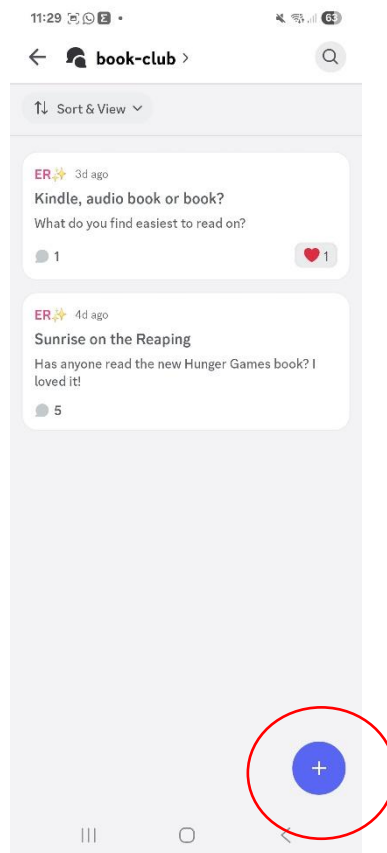 11:29
63
book-club >
Sort & View
ER✨ 3d ago
Kindle, audio book or book?
What do you find easiest to read on?
1
❤️ 1
ER✨ 4d ago
Sunrise on the Reaping
Has anyone read the new Hunger Games book? I
loved it!
5
+